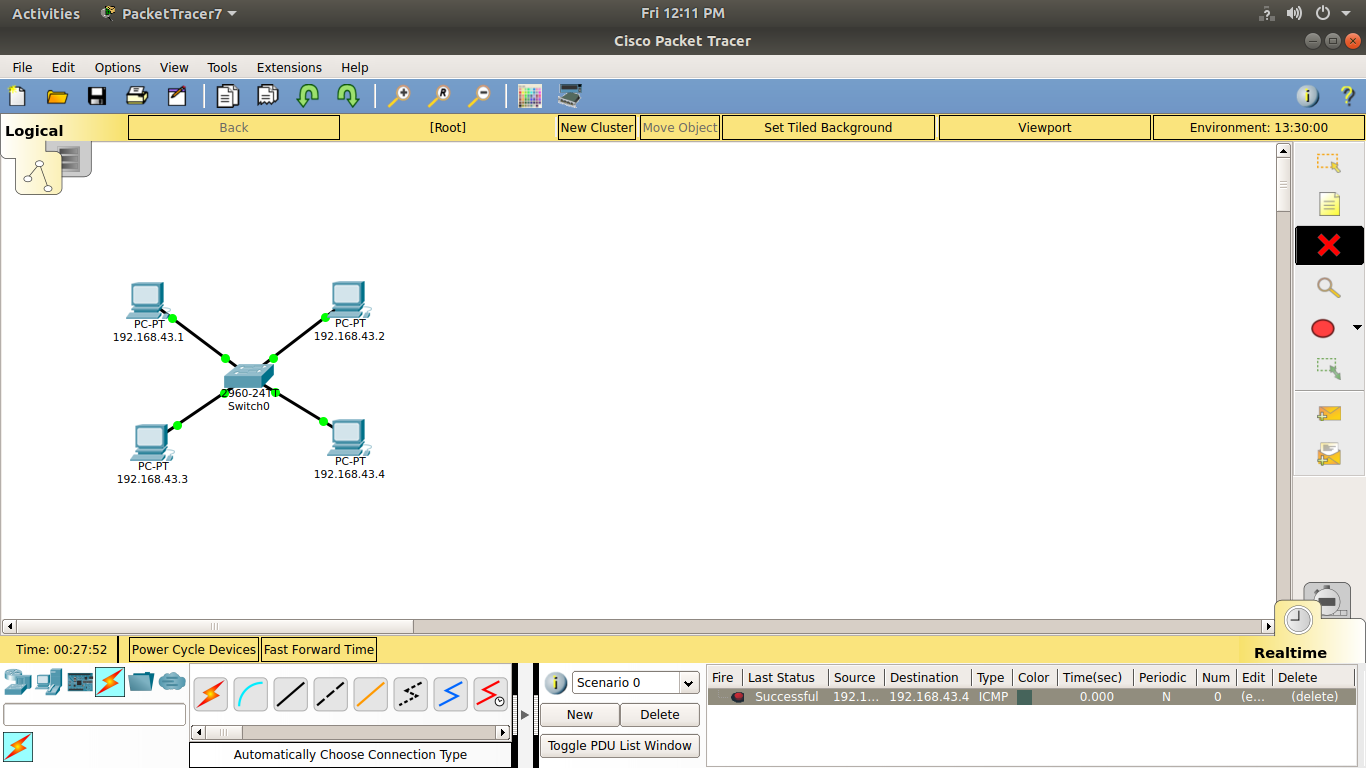 Activities PacketTracer7 Fri 12:11 PM
Cisco Packet Tracer
File Edit Options View Tools Extensions Help
Logical Back [Root] New Cluster Move Object Set Tiled Background Viewport Environment: 13:30:00
PC-PT
192.168.43.1
PC-PT
192.168.43.2
2960-24TT
Switch0
PC-PT
192.168.43.3
PC-PT
192.168.43.4
Time: 00:27:52 Power Cycle Devices Fast Forward Time Realtime
Scenario 0
New Delete
Toggle PDU List Window
Automatically Choose Connection Type
Fire Last Status Source Destination Type Color Time(sec) Periodic Num Edit Delete
Successful 192.1... 192.168.43.4 ICMP 0.000 N 0 (e... (delete)